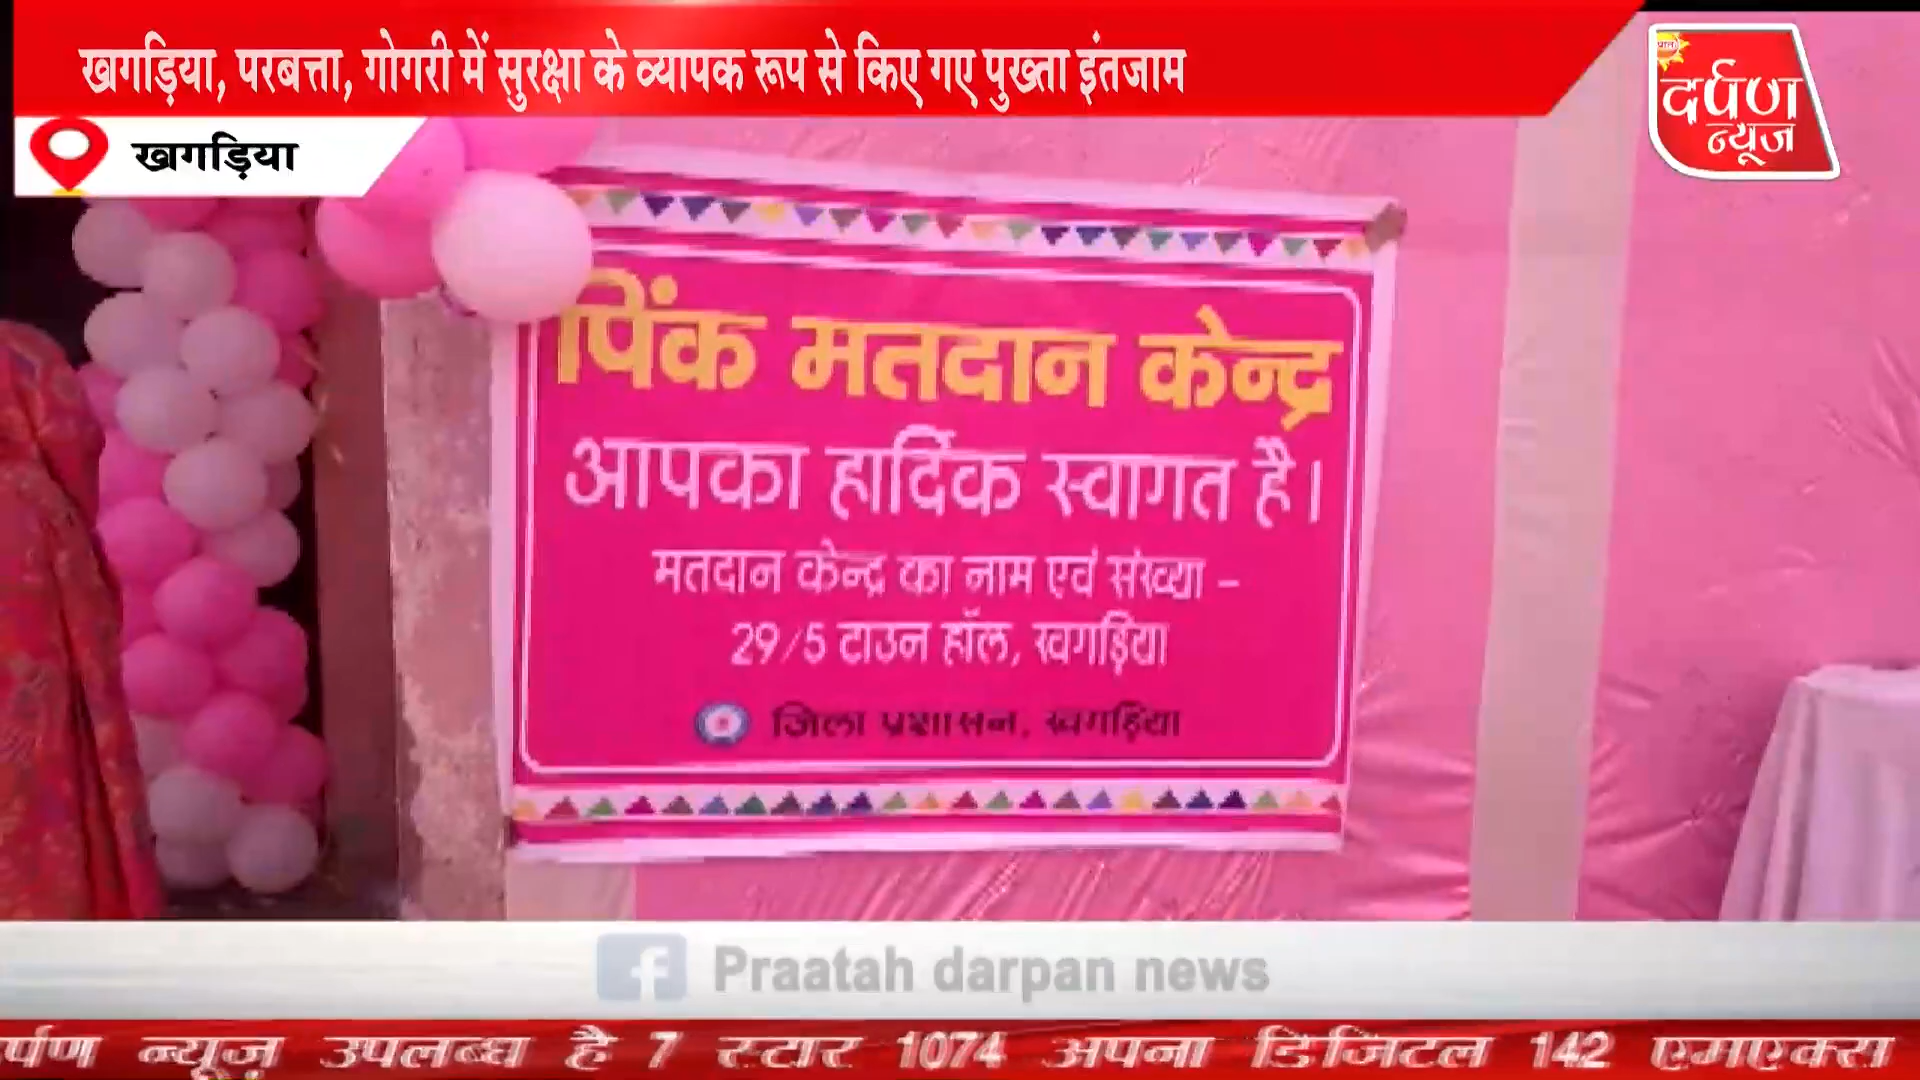 खगड़िया, परबत्ता, गोगरी में सुरक्षा के व्यापक रूप से किए गए पुख्ता इंतजाम
प्रातः
दर्पण
न्यूज
खगड़िया
पिंक मतदान केन्द्र
आपका हार्दिक स्वागत है।
मतदान केन्द्र का नाम एवं संख्या -
29/5 टाउन हॉल, खगड़िया
जिला प्रशासन, खगड़िया
Praatah darpan news
र्पण न्यूज़ उपलब्ध है 7 स्टार 1074 अपना डिजिटल 142 एमएक्स